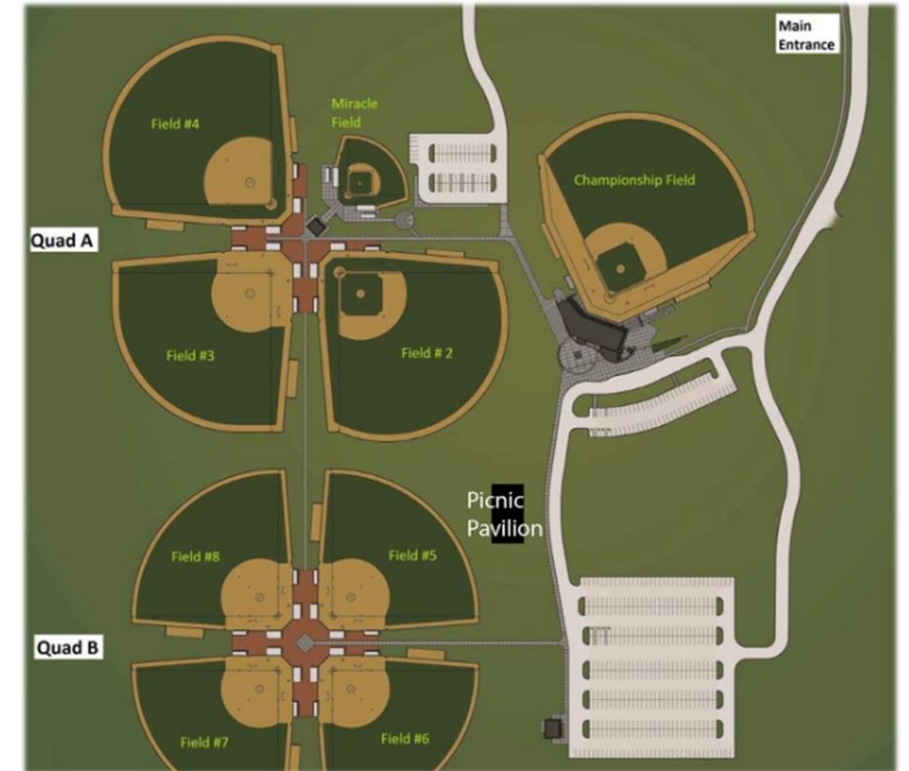 Main
Entrance
Field #4
Miracle
Field
Championship Field
Quad A
Field #3
Field # 2
Picnic
Pavilion
Field #8
Field #5
Quad B
Field #7
Field #6